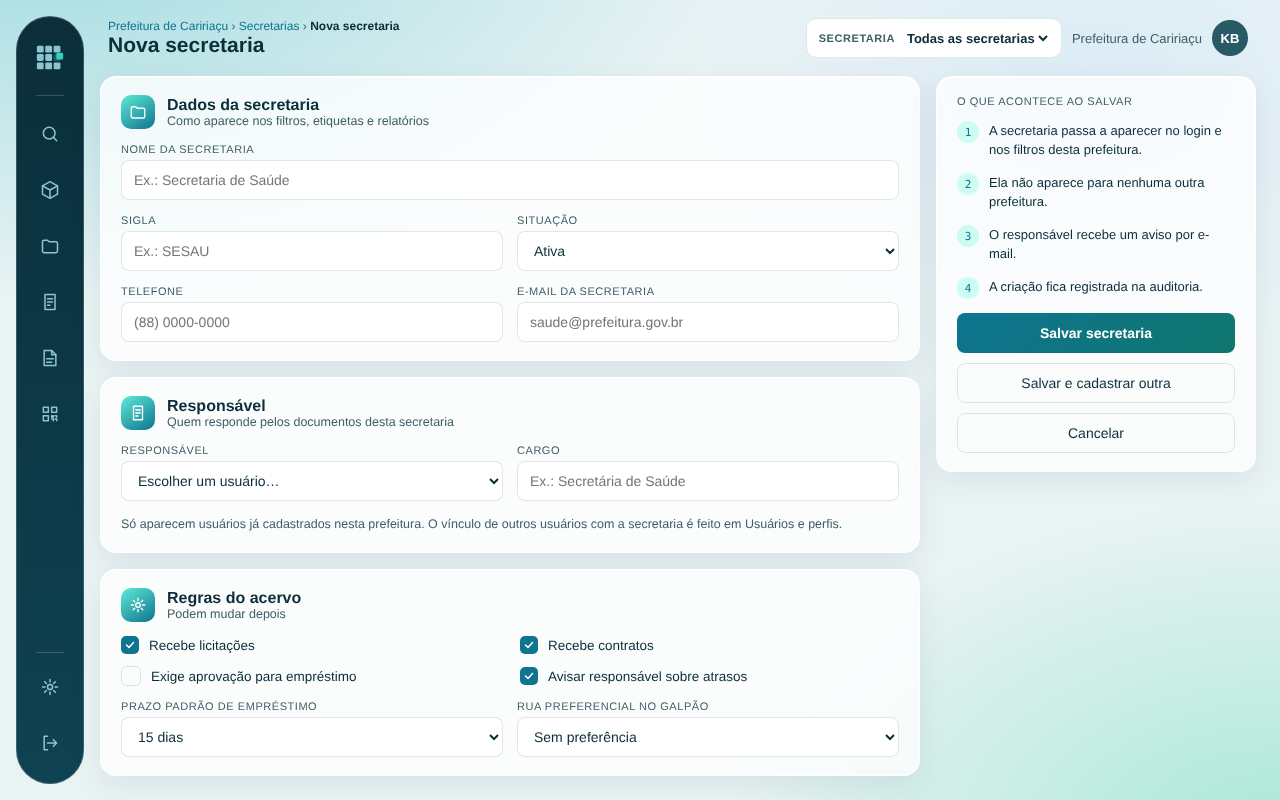 Prefeitura de Caririaçu › Secretarias › Nova secretaria
Nova secretaria
SECRETARIA Todas as secretarias
Prefeitura de Caririaçu
KB
Dados da secretaria
Como aparece nos filtros, etiquetas e relatórios
NOME DA SECRETARIA
Ex.: Secretaria de Saúde
SIGLA
SITUAÇÃO
Ex.: SESAU
Ativa
TELEFONE
E-MAIL DA SECRETARIA
(88) 0000-0000
saude@prefeitura.gov.br
Responsável
Quem responde pelos documentos desta secretaria
RESPONSÁVEL
CARGO
Escolher um usuário…
Ex.: Secretária de Saúde
Só aparecem usuários já cadastrados nesta prefeitura. O vínculo de outros usuários com a secretaria é feito em Usuários e perfis.
Regras do acervo
Podem mudar depois
Recebe licitações
Recebe contratos
Exige aprovação para empréstimo
Avisar responsável sobre atrasos
PRAZO PADRÃO DE EMPRÉSTIMO
RUA PREFERENCIAL NO GALPÃO
15 dias
Sem preferência
O QUE ACONTECE AO SALVAR
1 A secretaria passa a aparecer no login e
nos filtros desta prefeitura.
2 Ela não aparece para nenhuma outra
prefeitura.
3 O responsável recebe um aviso por e-
mail.
4 A criação fica registrada na auditoria.
Salvar secretaria
Salvar e cadastrar outra
Cancelar